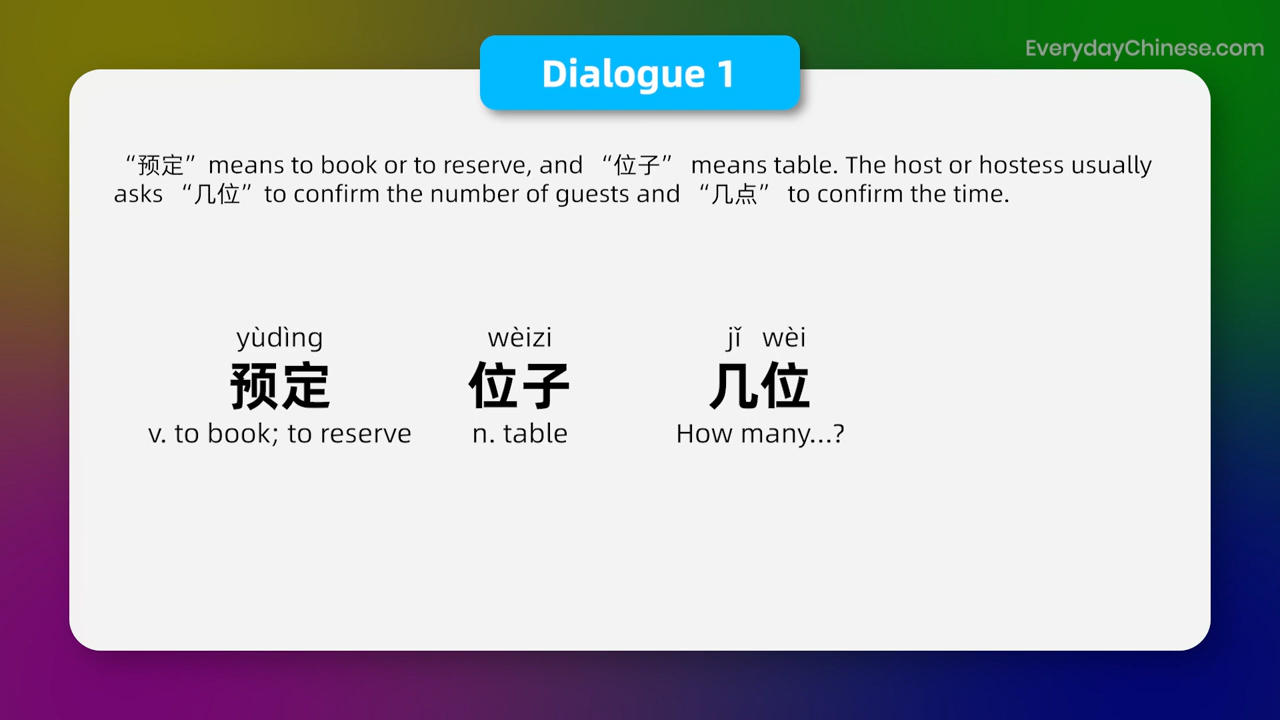 EverydayChinese.com
Dialogue 1
“预定” means to book or to reserve, and “位子” means table. The host or hostess usually
asks “几位” to confirm the number of guests and “几点” to confirm the time.
yùdìng wèizi jǐ wèi
预定 位子 几位
v. to book; to reserve n. table How many...?